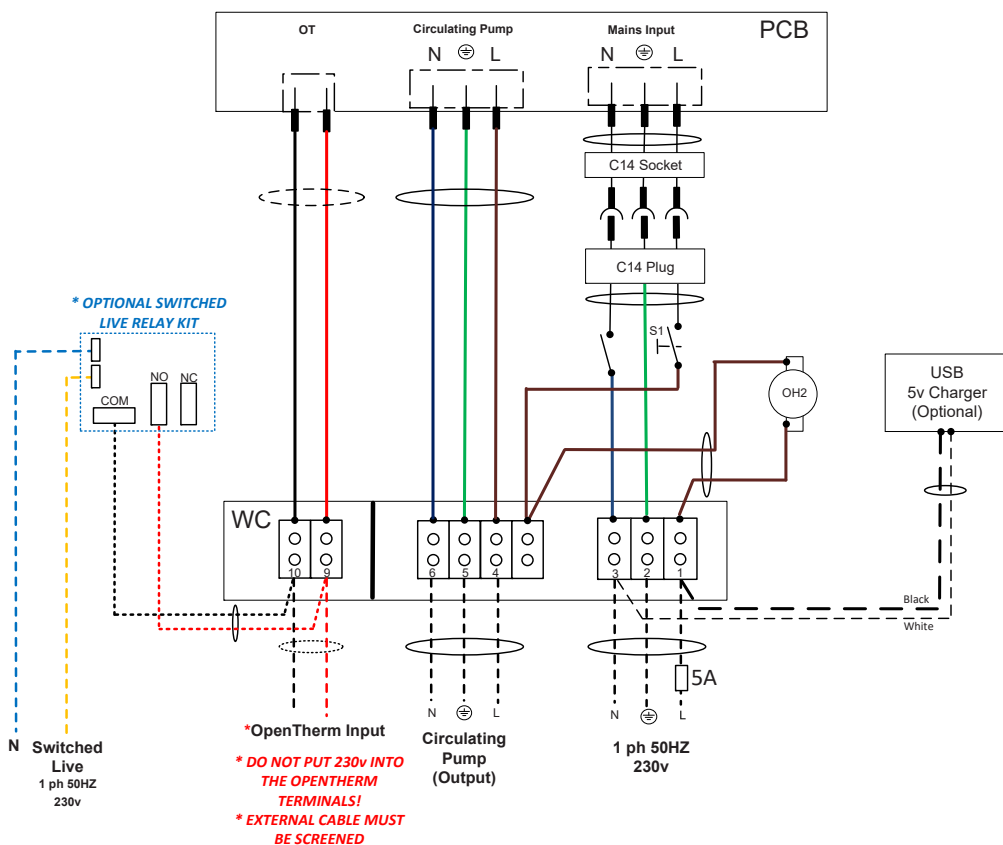 OT
Circulating Pump
Mains Input
PCB
N
L
N
L
C14 Socket
C14 Plug
* OPTIONAL SWITCHED
LIVE RELAY KIT
S1
NO
NC
COM
OH2
USB
5v Charger
(Optional)
WC
10
9
6
5
4
3
2
1
Black
White
5A
N
L
N
L
N
Switched
Live
1 ph 50HZ
230v
*OpenTherm Input
* DO NOT PUT 230v INTO
THE OPENTHERM
TERMINALS!
* EXTERNAL CABLE MUST
BE SCREENED
Circulating
Pump
(Output)
1 ph 50HZ
230v